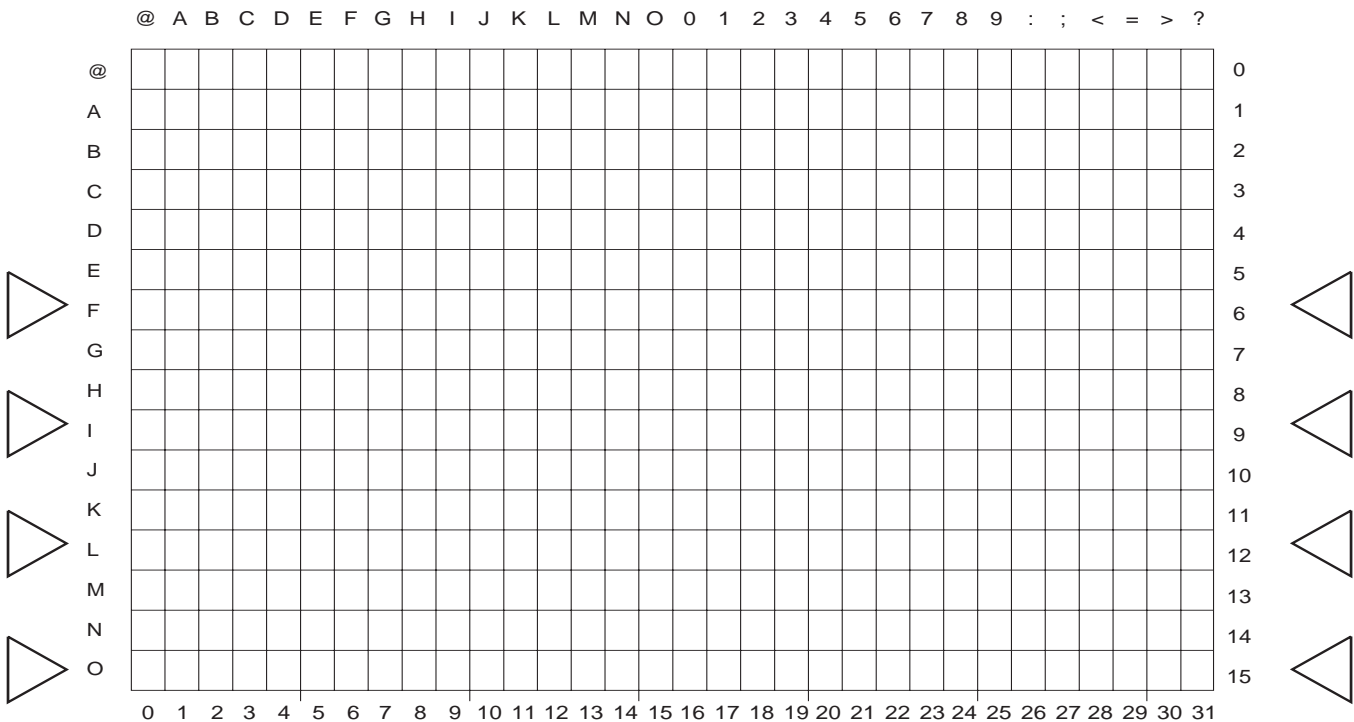 @ A B C D E F G H I J K L M N O 0 1 2 3 4 5 6 7 8 9 : ; < = > ?
@ 0
A 1
B 2
C 3
D 4
E 5
F 6
G 7
H 8
I 9
J 10
K 11
L 12
M 13
N 14
O 15
0 1 2 3 4 5 6 7 8 9 10 11 12 13 14 15 16 17 18 19 20 21 22 23 24 25 26 27 28 29 30 31